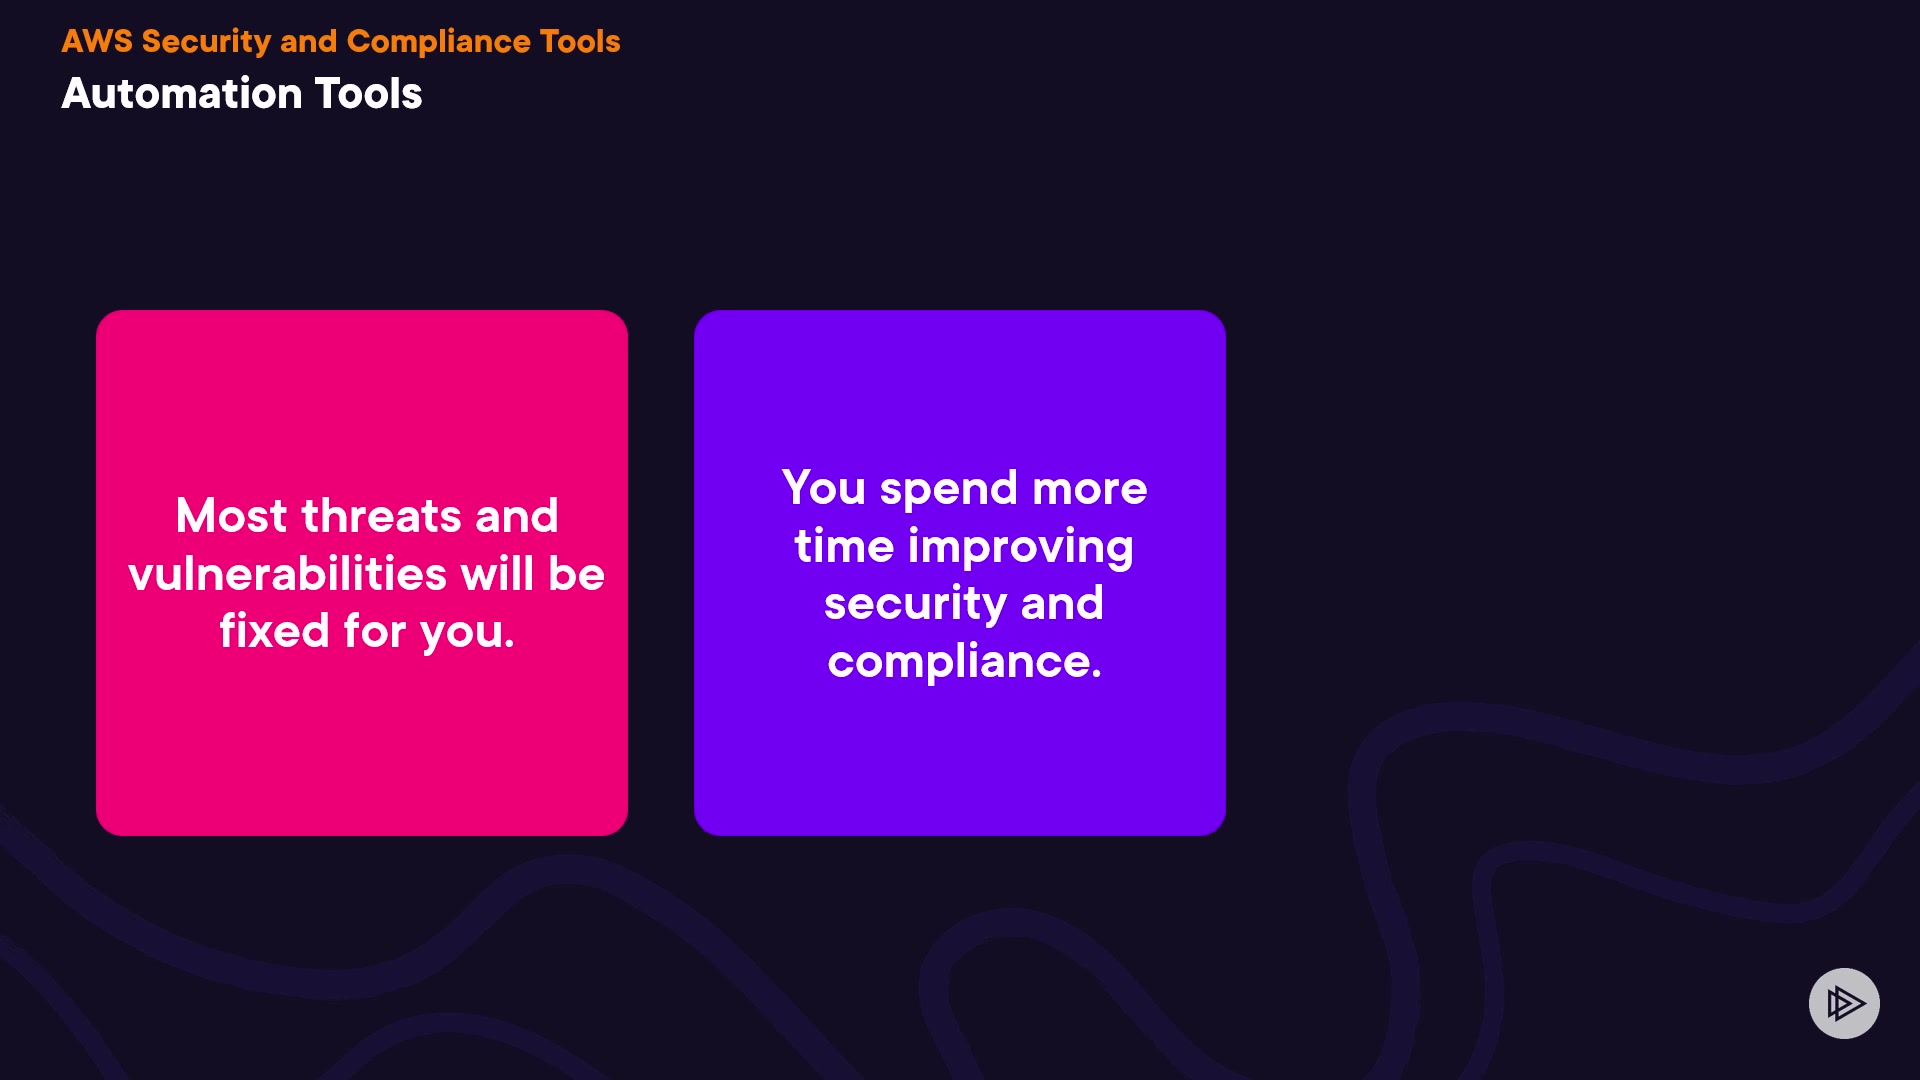 AWS Security and Compliance Tools
Automation Tools
Most threats and
vulnerabilities will be
fixed for you.
You spend more
time improving
security and
compliance.